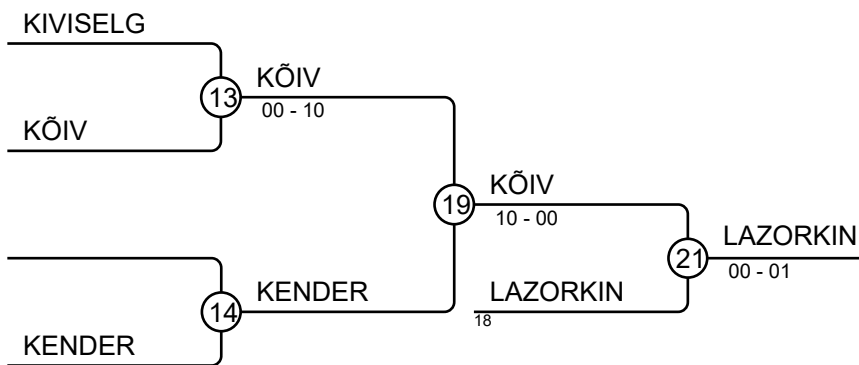 KIVISELG
KÕIV
13
00 - 10
KÕIV
KÕIV
19
10 - 00
LAZORKIN
21
00 - 01
14
KENDER
LAZORKIN
18
KENDER